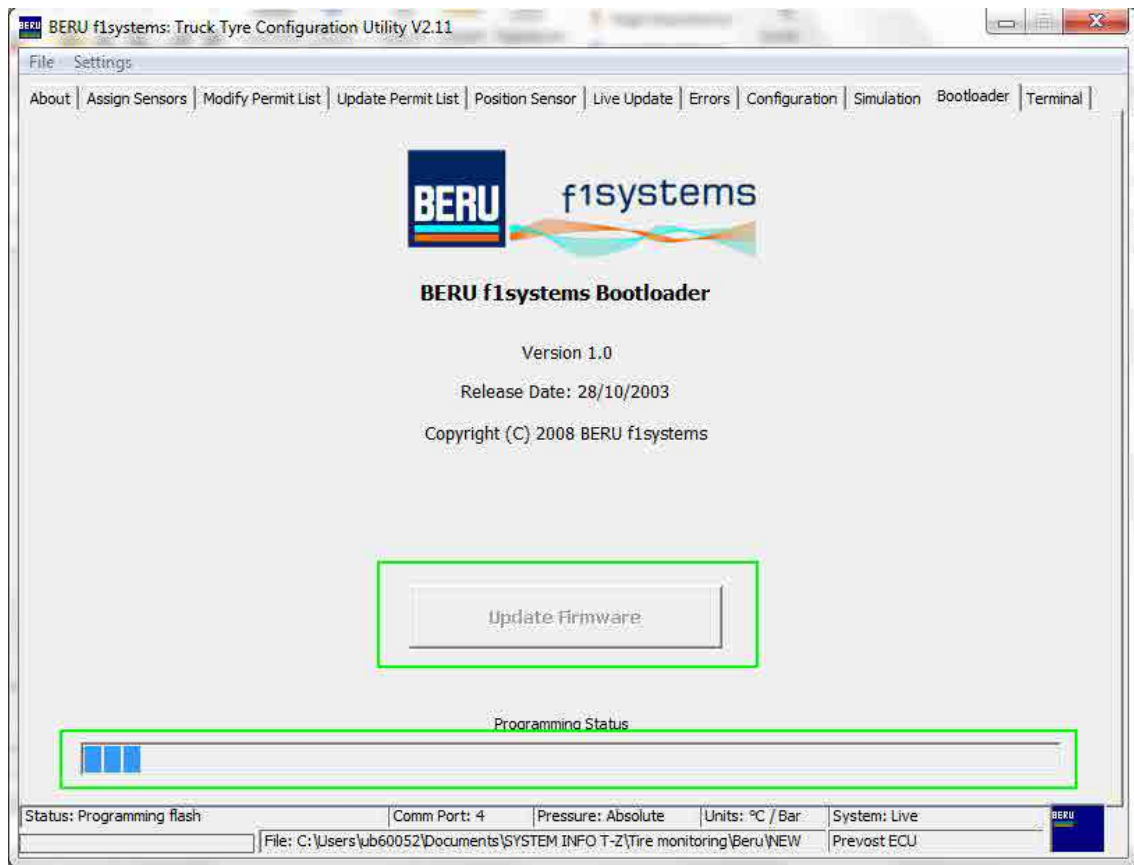 BERU f1systems: Truck Tyre Configuration Utility V2.11
File Settings
About Assign Sensors Modify Permit List Update Permit List Position Sensor Live Update Errors Configuration Simulation Bootloader Terminal
BERU f1systems
BERU f1systems Bootloader
Version 1.0
Release Date: 28/10/2003
Copyright (C) 2008 BERU f1systems
Update Firmware
Programming Status
Status: Programming flash Comm Port: 4 Pressure: Absolute Units: °C / Bar System: Live BERU
File: C:\Users\ub60052\Documents\SYSTEM INFO T-Z\Tire monitoring\Beru\NEW Prevost ECU